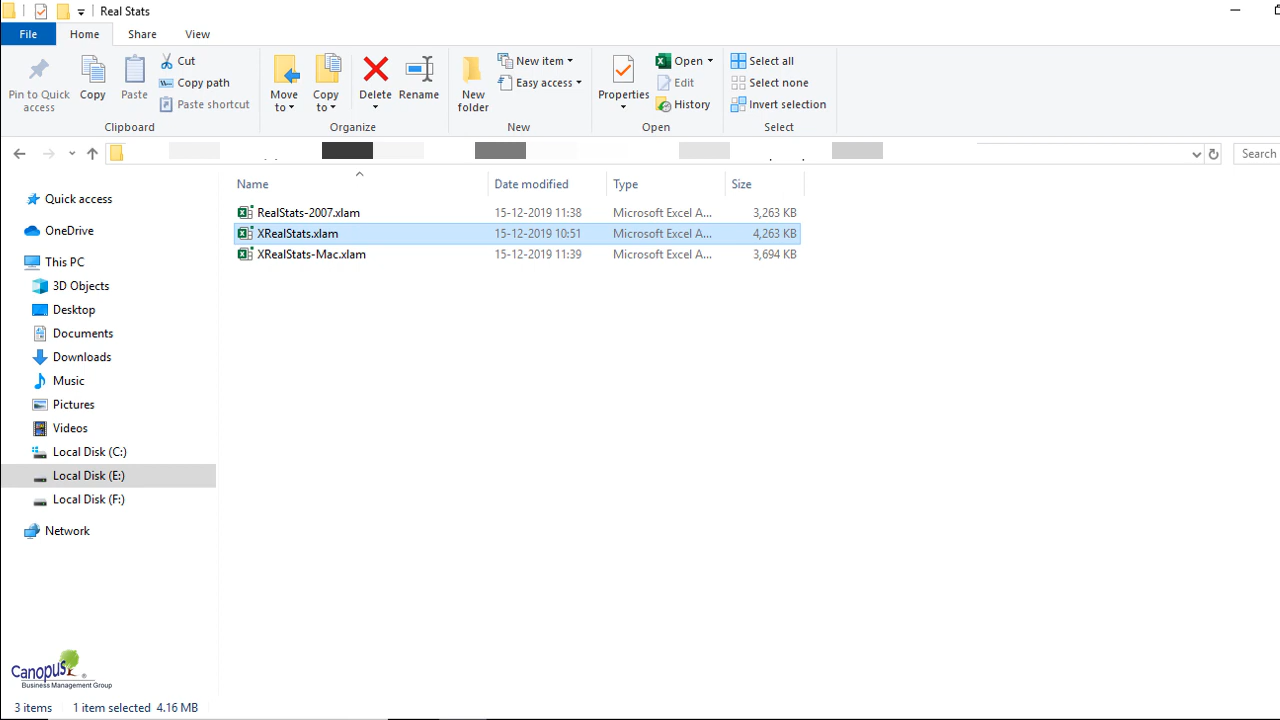 Real Stats
File Home Share View
Pin to Quick access
Copy
Paste
Cut
Copy path
Paste shortcut
Clipboard
Move to
Copy to
Delete
Rename
Organize
New folder
New item
Easy access
New
Properties
Open
Edit
History
Open
Select all
Select none
Invert selection
Select
Search
Name Date modified Type Size
RealStats-2007.xlam 15-12-2019 11:38 Microsoft Excel A... 3,263 KB
XRealStats.xlam 15-12-2019 10:51 Microsoft Excel A... 4,263 KB
XRealStats-Mac.xlam 15-12-2019 11:39 Microsoft Excel A... 3,694 KB
Quick access
OneDrive
This PC
3D Objects
Desktop
Documents
Downloads
Music
Pictures
Videos
Local Disk (C:)
Local Disk (E:)
Local Disk (F:)
Network
Canopus ®
Business Management Group
3 items 1 item selected 4.16 MB